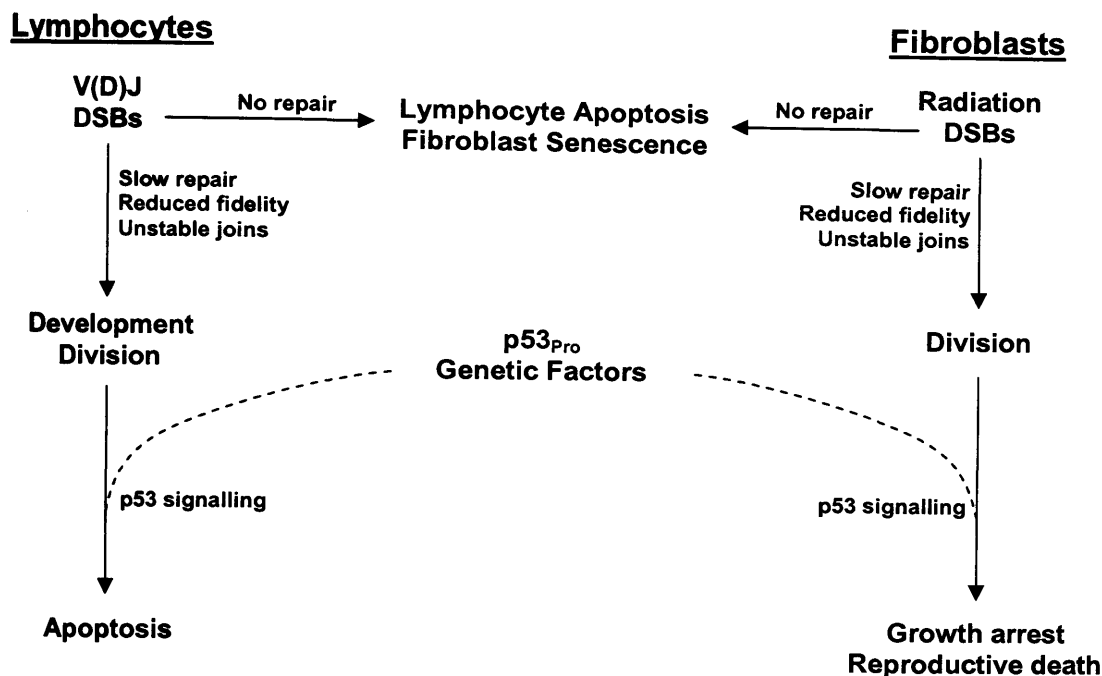 Lymphocytes
Fibroblasts
V(D)J
DSBs
No repair
Lymphocyte Apoptosis
Fibroblast Senescence
No repair
Radiation
DSBs
Slow repair
Reduced fidelity
Unstable joins
Slow repair
Reduced fidelity
Unstable joins
Development
Division
p53Pro
Genetic Factors
Division
p53 signalling
p53 signalling
Apoptosis
Growth arrest
Reproductive death